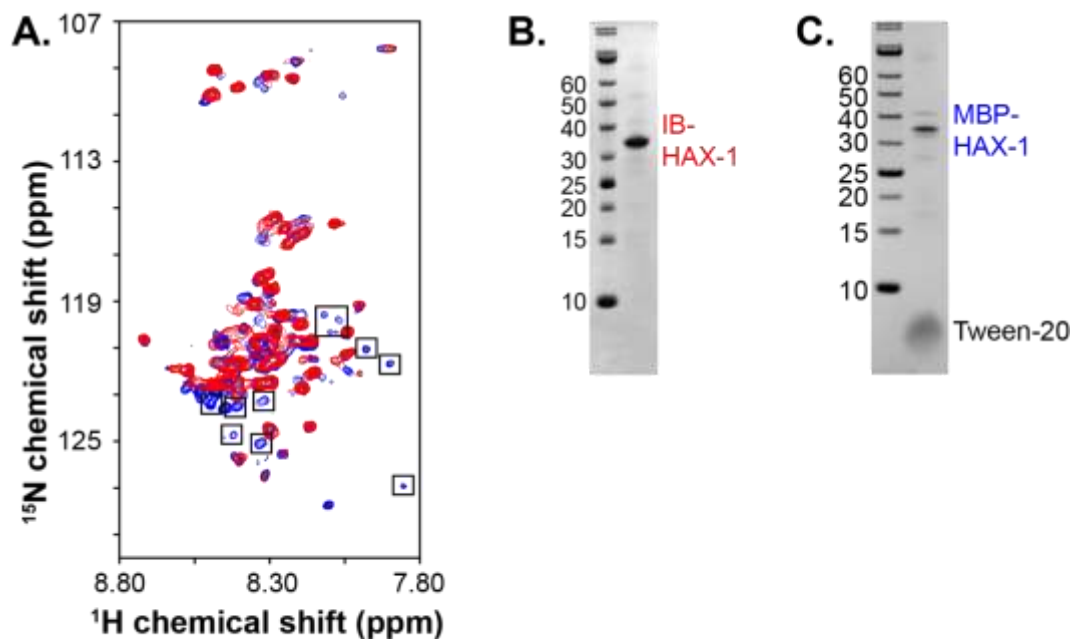 A.
107
113
119
125
¹⁵N chemical shift (ppm)
8.80 8.30 7.80
¹H chemical shift (ppm)
B.
60
50
40
30
25
20
15
10
IB-
HAX-1
C.
60
50
40
30
25
20
15
10
MBP-
HAX-1
Tween-20